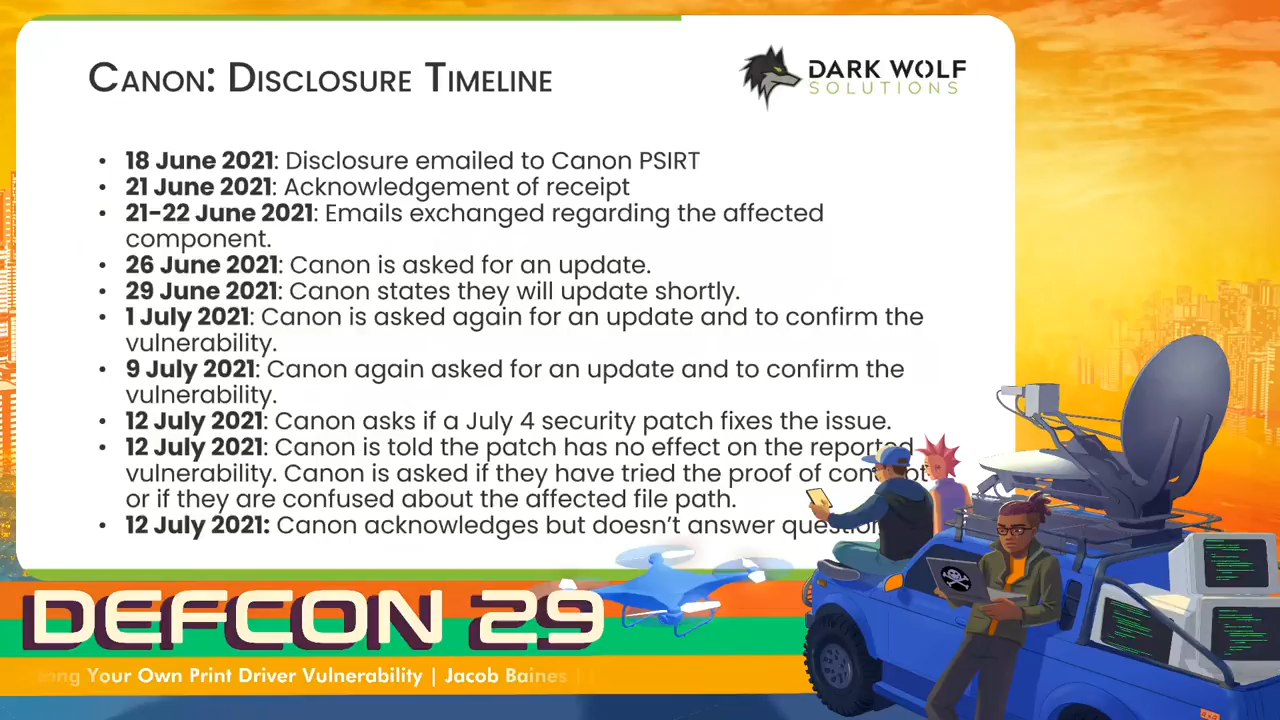 CANON: DISCLOSURE TIMELINE
DARK WOLF
SOLUTIONS
• 18 June 2021: Disclosure emailed to Canon PSIRT
• 21 June 2021: Acknowledgement of receipt
• 21-22 June 2021: Emails exchanged regarding the affected
component.
• 26 June 2021: Canon is asked for an update.
• 29 June 2021: Canon states they will update shortly.
• 1 July 2021: Canon is asked again for an update and to confirm the
vulnerability.
• 9 July 2021: Canon again asked for an update and to confirm the
vulnerability.
• 12 July 2021: Canon asks if a July 4 security patch fixes the issue.
• 12 July 2021: Canon is told the patch has no effect on the reported
vulnerability. Canon is asked if they have tried the proof of concept
or if they are confused about the affected file path.
• 12 July 2021: Canon acknowledges but doesn't answer
DEFCON 29
Your Own Print Driver Vulnerability | Jacob Baines |